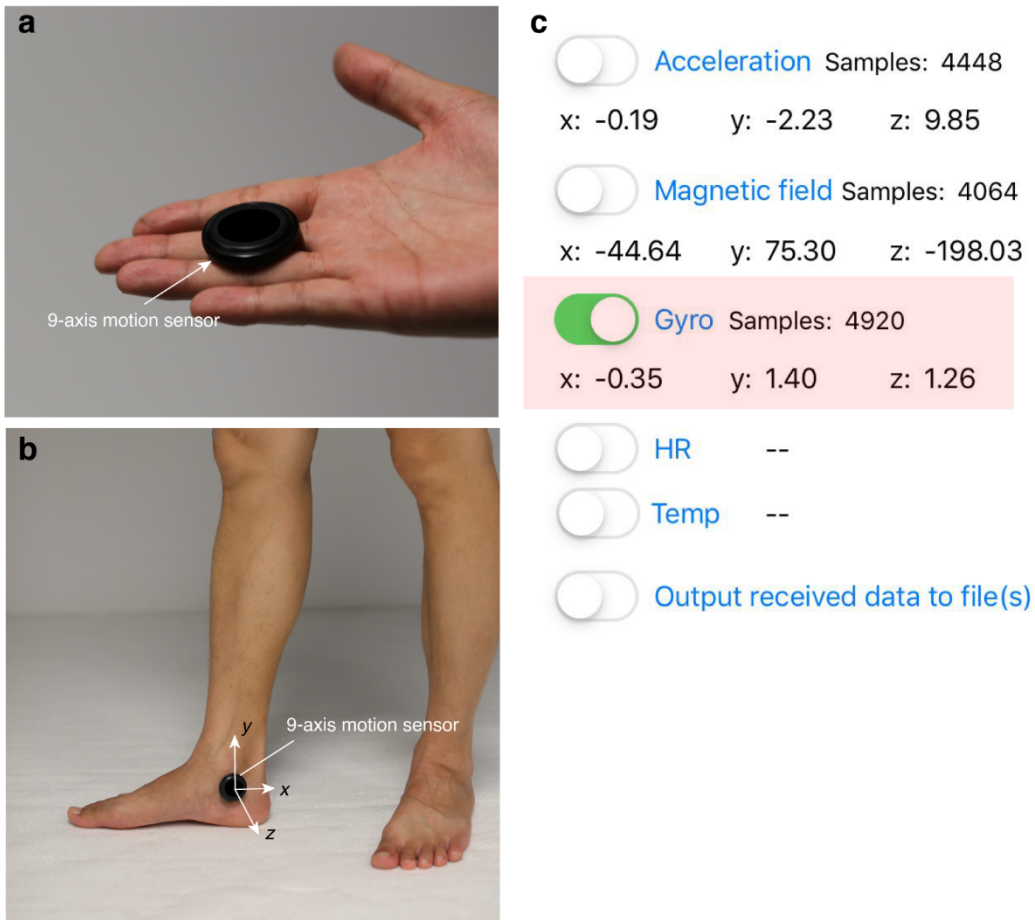 a
9-axis motion sensor
b
y
9-axis motion sensor
x
z
c
Acceleration Samples: 4448
x: -0.19 y: -2.23 z: 9.85
Magnetic field Samples: 4064
x: -44.64 y: 75.30 z: -198.03
Gyro Samples: 4920
x: -0.35 y: 1.40 z: 1.26
HR --
Temp --
Output received data to file(s)